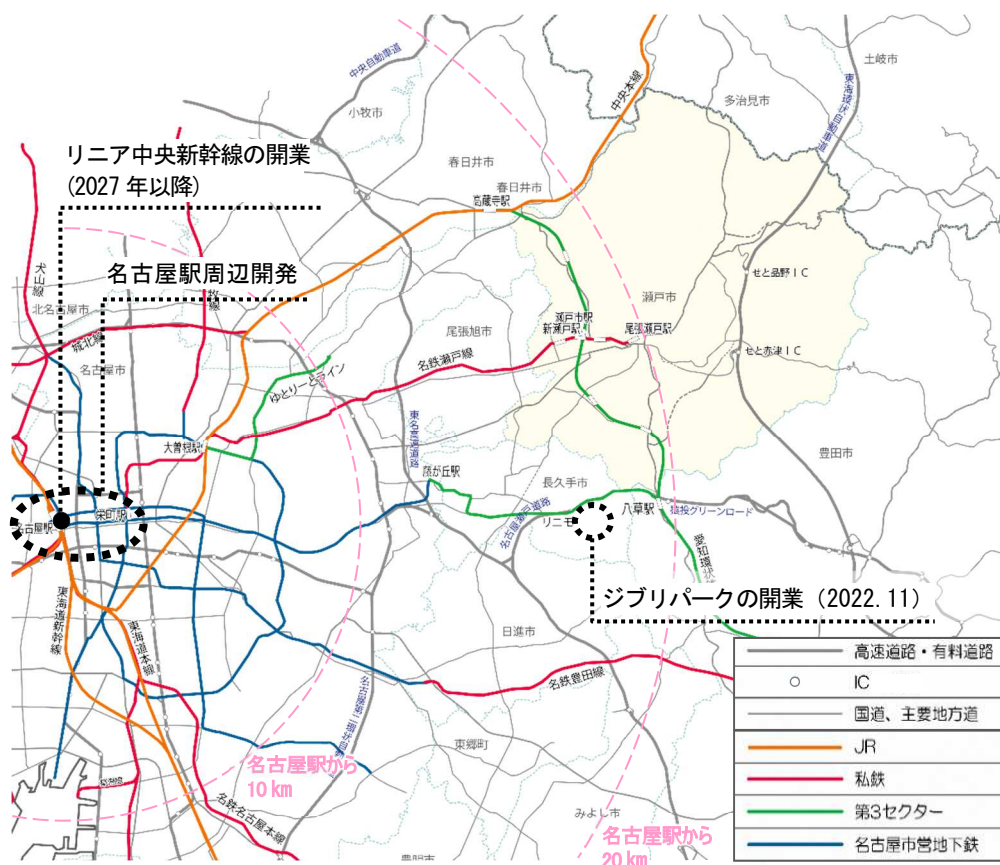 中央自動車道
土岐市
中央本線
多治見市
東海環状自動車道
小牧市
リニア中央新幹線の開業
(2027 年以降)
春日井市
春日井市
高蔵寺駅
名古屋駅周辺開発
犬山線
牧線
せと品野IC
北名古屋市
瀬戸市
瀬戸市駅
新瀬戸駅
尾張瀬戸駅
尾張旭市
城北線
名古屋市
名鉄瀬戸線
せと赤津IC
ゆとりーとライン
東名高速道路
大曽根駅
豊田市
藤が丘駅
長久手市
名古屋瀬戸道路
八草駅
猿投グリーンロード
栄町駅
名古屋駅
リニモ
愛知環状
ジブリパークの開業(2022.11)
東海道新幹線
東海道本線
日進市
名鉄豊田線
名古屋第二環状自動車道
東郷町
名古屋駅から
10 km
みよし市
名鉄名古屋本線
名古屋駅から
20 km
豊明市
高速道路・有料道路
IC
国道、主要地方道
JR
私鉄
第3セクター
名古屋市営地下鉄